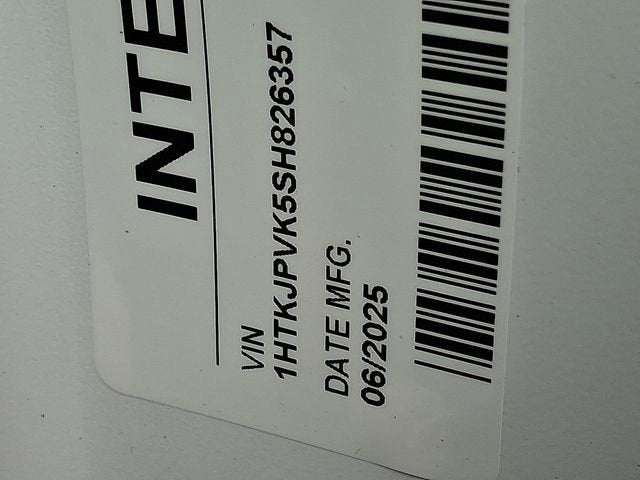 INTE
VIN
1HTKJPVK5SH826357
DATE MFG.
06/2025